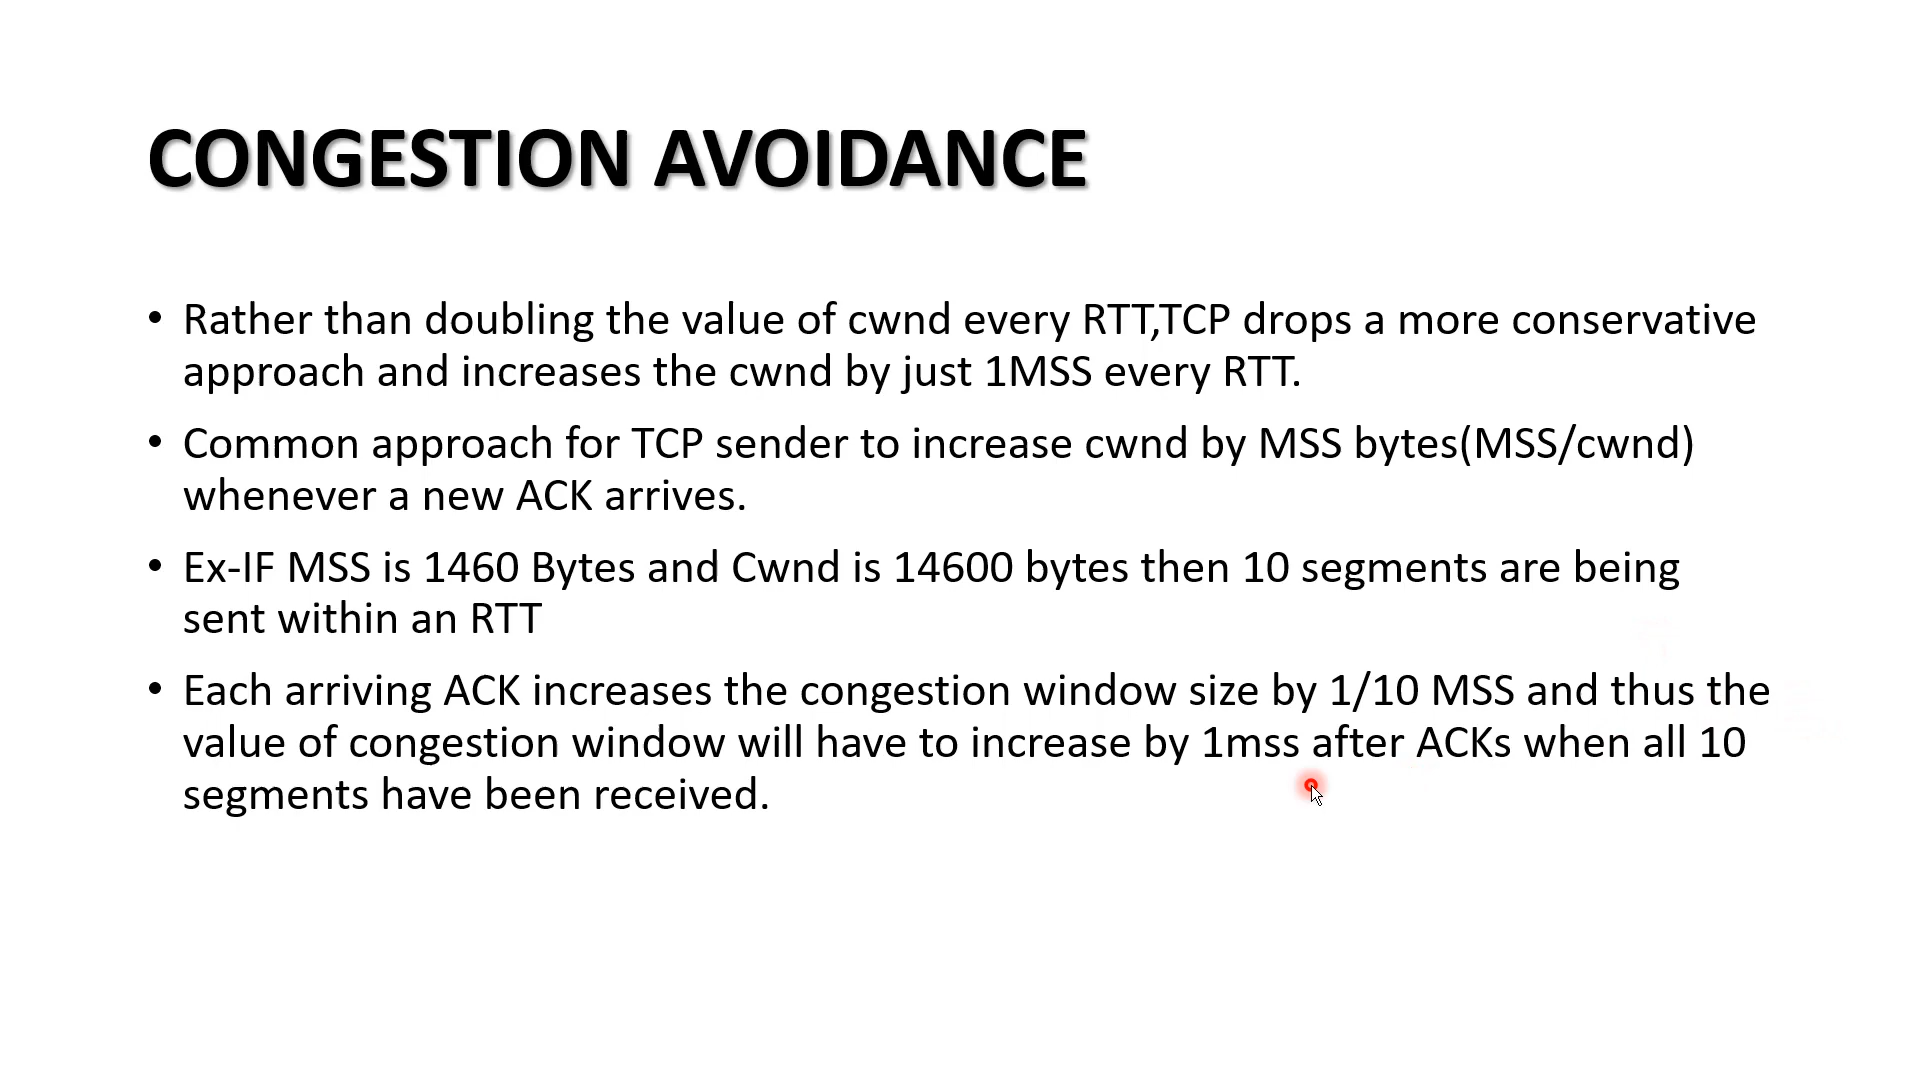 CONGESTION AVOIDANCE
• Rather than doubling the value of cwnd every RTT,TCP drops a more conservative
approach and increases the cwnd by just 1MSS every RTT.
• Common approach for TCP sender to increase cwnd by MSS bytes(MSS/cwnd)
whenever a new ACK arrives.
• Ex-IF MSS is 1460 Bytes and Cwnd is 14600 bytes then 10 segments are being
sent within an RTT
• Each arriving ACK increases the congestion window size by 1/10 MSS and thus the
value of congestion window will have to increase by 1mss after ACKs when all 10
segments have been received.